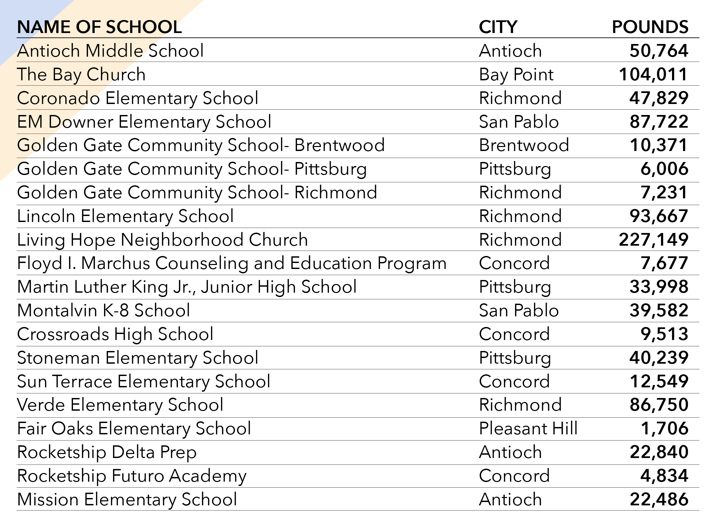 NAME OF SCHOOL CITY POUNDS
Antioch Middle School Antioch 50,764
The Bay Church Bay Point 104,011
Coronado Elementary School Richmond 47,829
EM Downer Elementary School San Pablo 87,722
Golden Gate Community School- Brentwood Brentwood 10,371
Golden Gate Community School- Pittsburg Pittsburg 6,006
Golden Gate Community School- Richmond Richmond 7,231
Lincoln Elementary School Richmond 93,667
Living Hope Neighborhood Church Richmond 227,149
Floyd I. Marchus Counseling and Education Program Concord 7,677
Martin Luther King Jr., Junior High School Pittsburg 33,998
Montalvin K-8 School San Pablo 39,582
Crossroads High School Concord 9,513
Stoneman Elementary School Pittsburg 40,239
Sun Terrace Elementary School Concord 12,549
Verde Elementary School Richmond 86,750
Fair Oaks Elementary School Pleasant Hill 1,706
Rocketship Delta Prep Antioch 22,840
Rocketship Futuro Academy Concord 4,834
Mission Elementary School Antioch 22,486